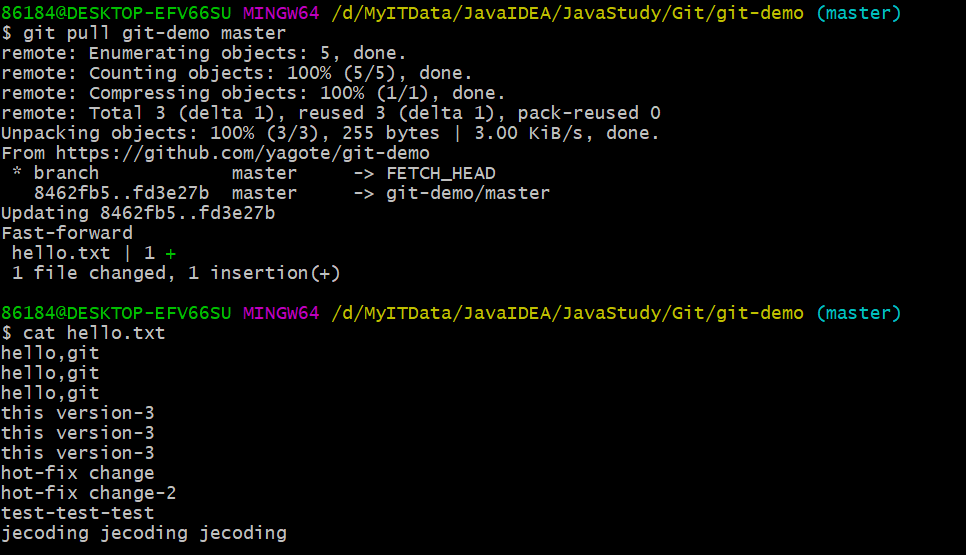 86184@DESKTOP-EFV66SU MINGW64 /d/MyITData/JavaIDEA/JavaStudy/Git/git-demo (master)
$ git pull git-demo master
remote: Enumerating objects: 5, done.
remote: Counting objects: 100% (5/5), done.
remote: Compressing objects: 100% (1/1), done.
remote: Total 3 (delta 1), reused 3 (delta 1), pack-reused 0
Unpacking objects: 100% (3/3), 255 bytes | 3.00 KiB/s, done.
From https://github.com/yagote/git-demo
 * branch            master     -> FETCH_HEAD
   8462fb5..fd3e27b  master     -> git-demo/master
Updating 8462fb5..fd3e27b
Fast-forward
 hello.txt | 1 +
 1 file changed, 1 insertion(+)
86184@DESKTOP-EFV66SU MINGW64 /d/MyITData/JavaIDEA/JavaStudy/Git/git-demo (master)
$ cat hello.txt
hello,git
hello,git
hello,git
this version-3
this version-3
this version-3
hot-fix change
hot-fix change-2
test-test-test
jecoding jecoding jecoding